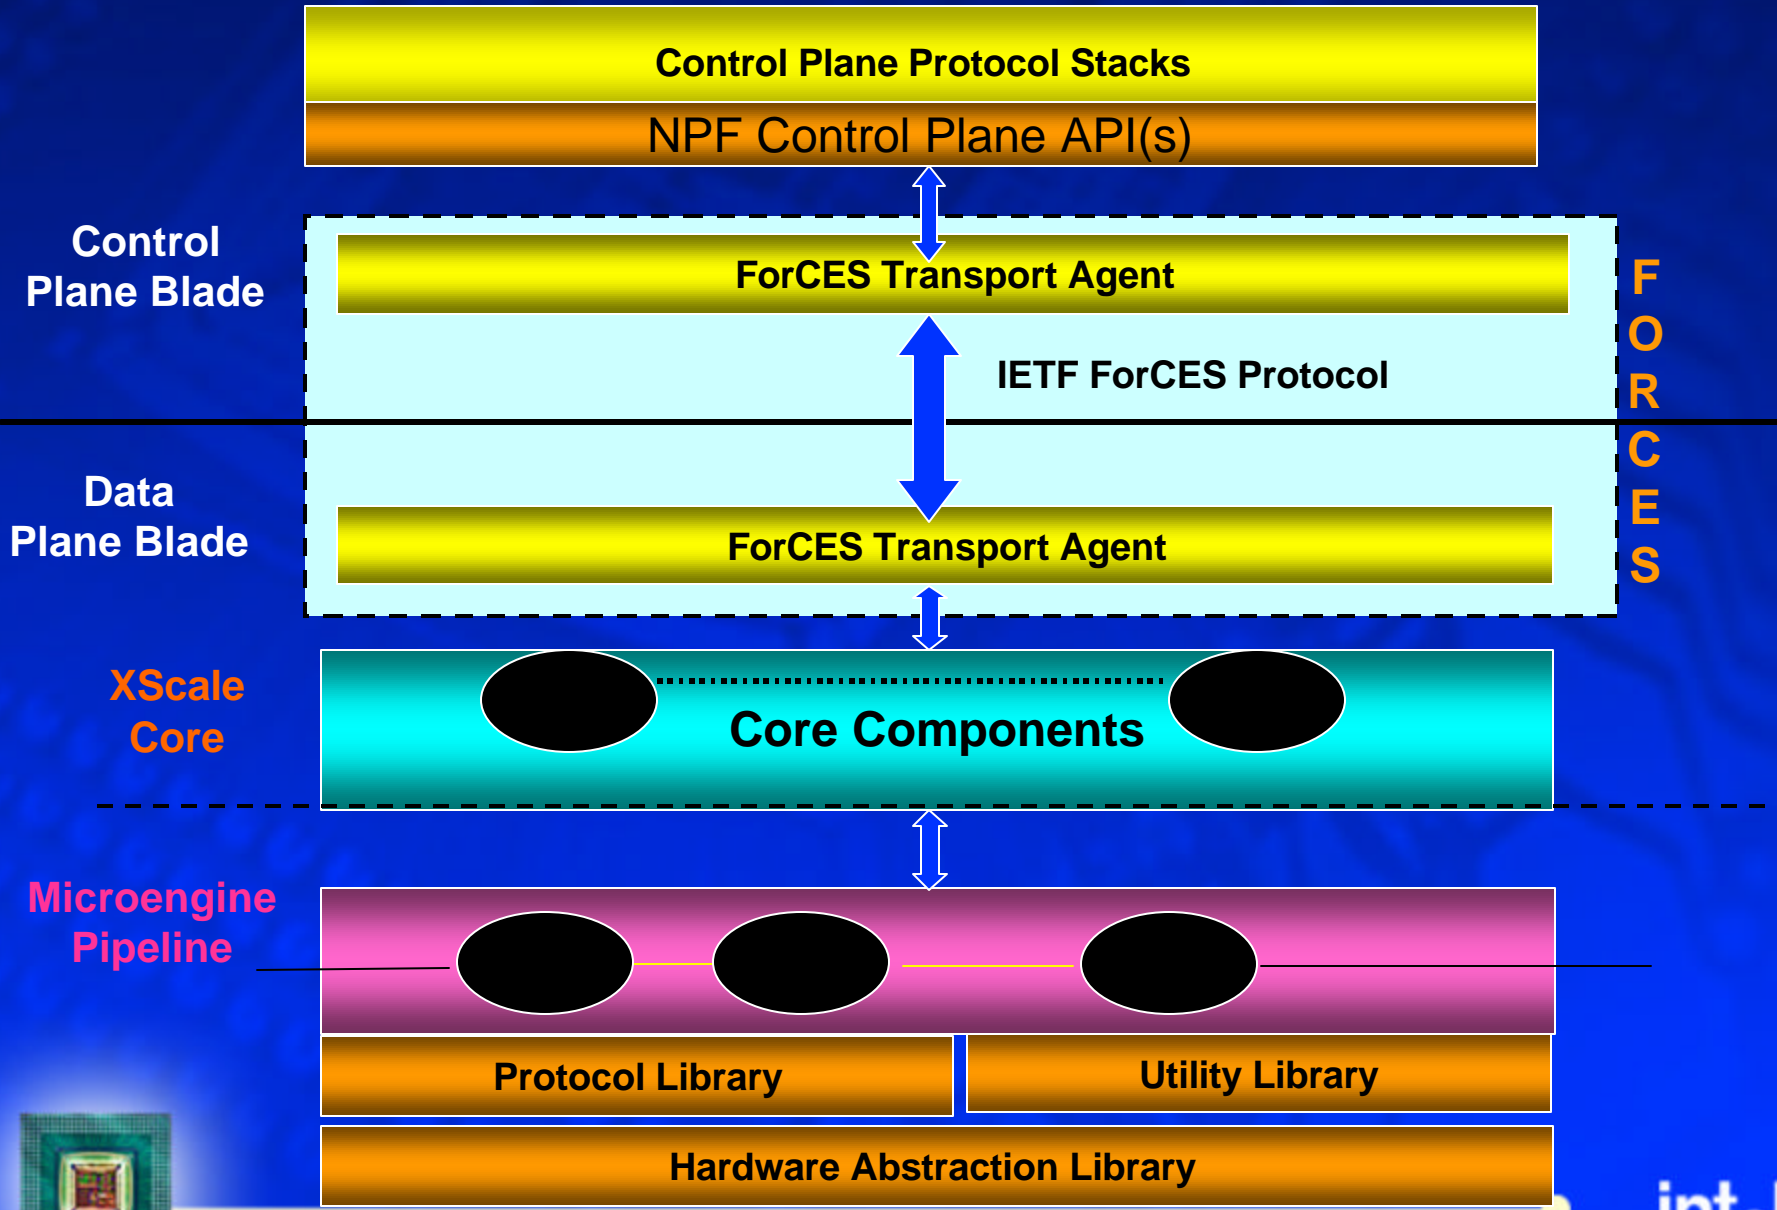 Control Plane Protocol Stacks
NPF Control Plane API(s)
Control
Plane Blade
ForCES Transport Agent
IETF ForCES Protocol
F
O
R
C
E
S
Data
Plane Blade
ForCES Transport Agent
XScale
Core
Core Components
Microengine
Pipeline
Protocol Library
Utility Library
Hardware Abstraction Library